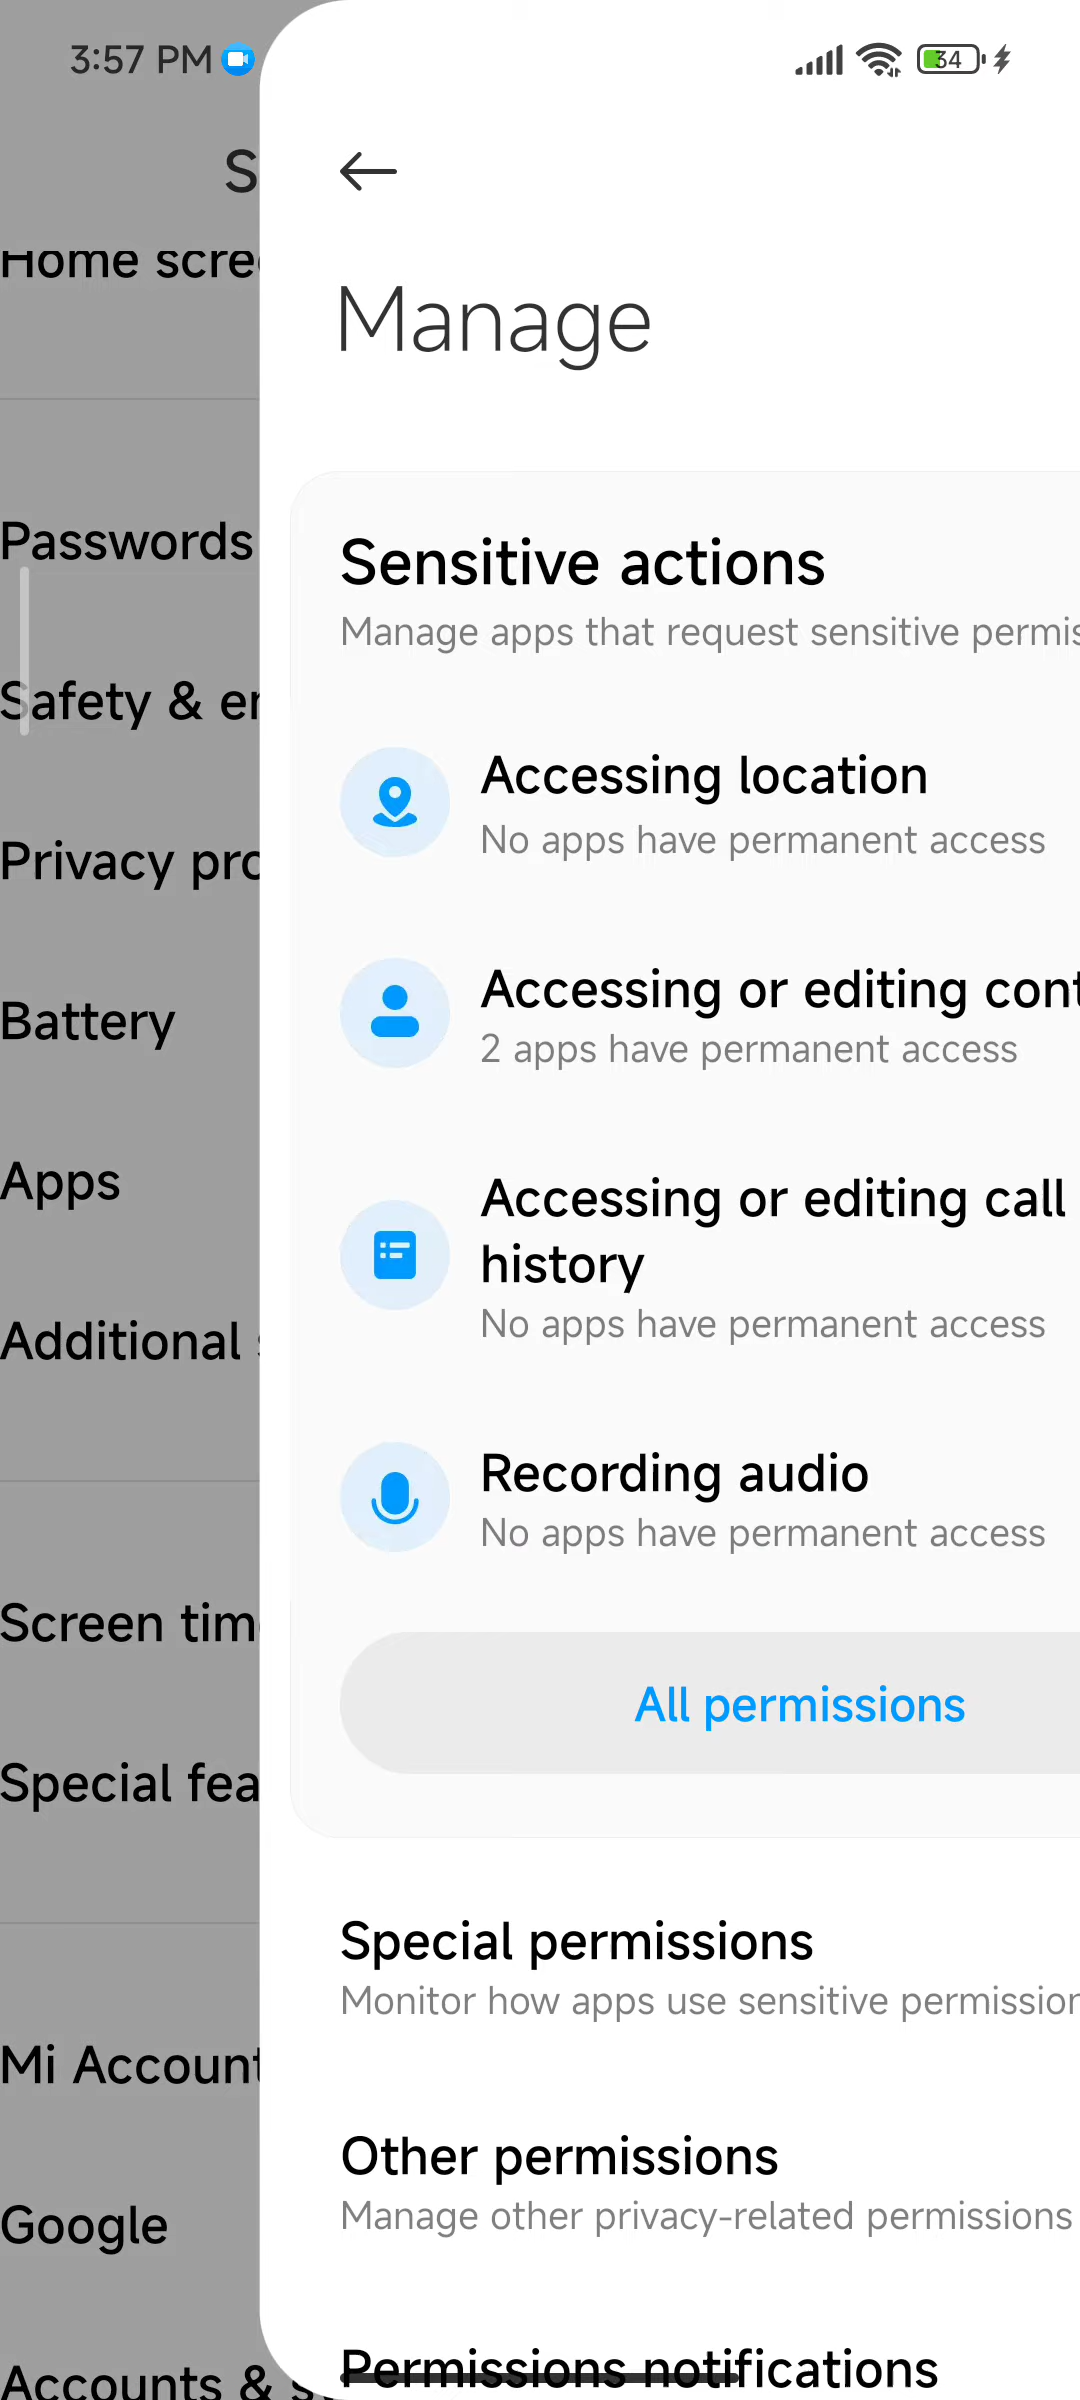 3:57 PM
34
S
Home scre
Passwords
Safety & e
Privacy pr
Battery
Apps
Additional
Screen tim
Special fea
Mi Account
Google
Accounts & s
Manage
Sensitive actions
Manage apps that request sensitive permis
Accessing location
No apps have permanent access
Accessing or editing cont
2 apps have permanent access
Accessing or editing call
history
No apps have permanent access
Recording audio
No apps have permanent access
All permissions
Special permissions
Monitor how apps use sensitive permission
Other permissions
Manage other privacy-related permissions
Permissions notifications